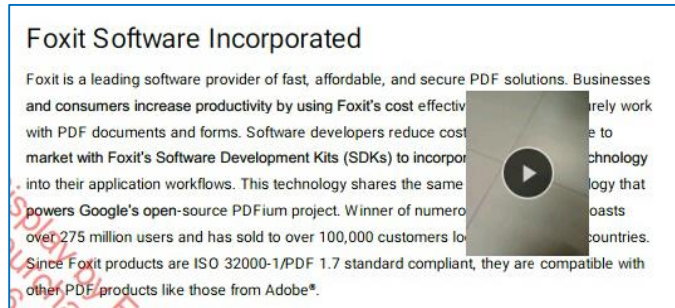 Foxit Software Incorporated
Foxit is a leading software provider of fast, affordable, and secure PDF solutions. Businesses
and consumers increase productivity by using Foxit's cost effectiv urely work
with PDF documents and forms. Software developers reduce cost e to
market with Foxit's Software Development Kits (SDKs) to incorpor chnology
into their application workflows. This technology shares the same logy that
powers Google's open-source PDFium project. Winner of numero oasts
over 275 million users and has sold to over 100,000 customers lo countries.
Since Foxit products are ISO 32000-1/PDF 1.7 standard compliant, they are compatible with
other PDF products like those from Adobe®.